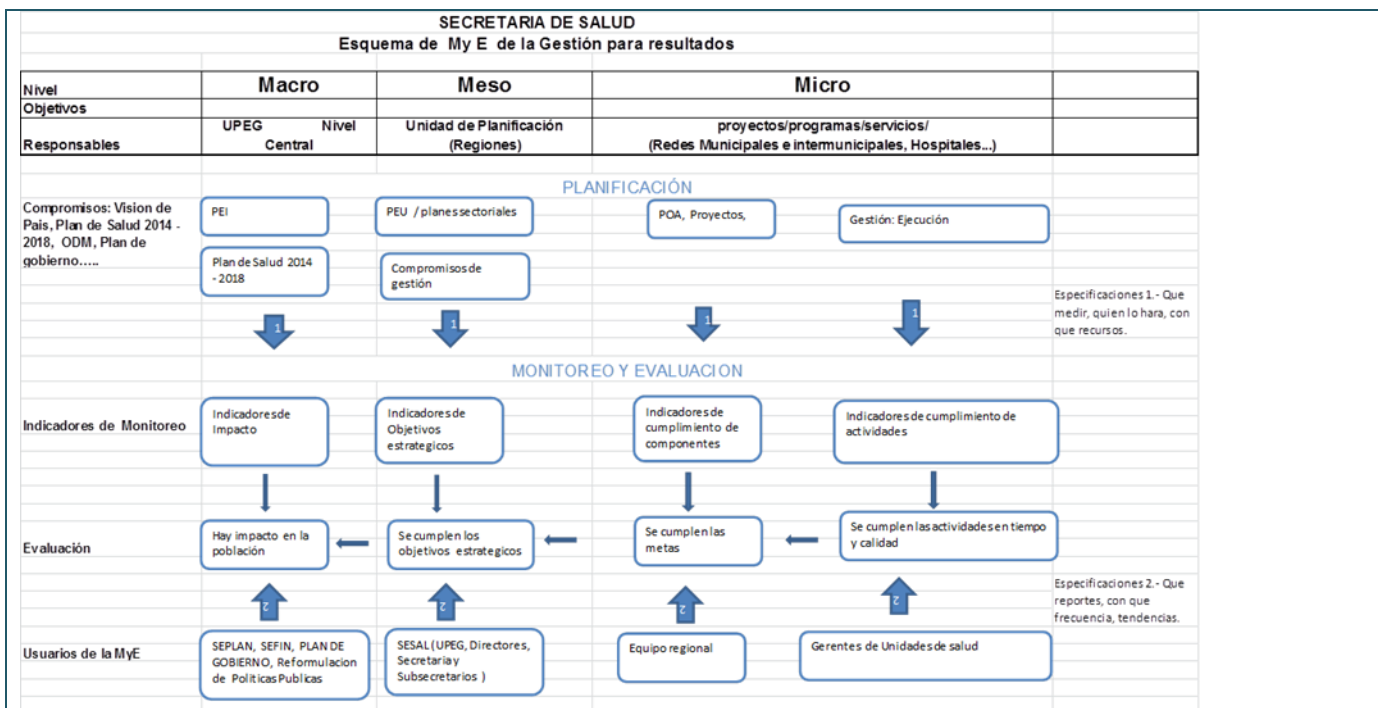 SECRETARIA DE SALUD
Esquema de My E de la Gestión para resultados
Nivel
Macro
Meso
Micro
Objetivos
Responsables
UPEG Nivel
Central
Unidad de Planificación
(Regiones)
proyectos/programas/servicios/
(Redes Municipales e intermunicipales, Hospitales...)
PLANIFICACIÓN
Compromisos: Vision de
Pais, Plan de Salud 2014 -
2018, ODM, Plan de
gobierno.....
PEI
PEU / planes sectoriales
POA, Proyectos,
Gestión: Ejecución
Plan de Salud 2014
- 2018
Compromisos de
gestión
1
1
1
1
Especificaciones 1.- Que
medir, quien lo hara, con
que recursos.
MONITOREO Y EVALUACION
Indicadores de Monitoreo
Indicadores de
Impacto
Indicadores de
Objetivos
estrategicos
Indicadores de
cumplimiento de
componentes
Indicadores de cumplimiento de
actividades
Evaluación
Hay impacto en la
población
Se cumplen los
objetivos estrategicos
Se cumplen las
metas
Se cumplen las actividades en tiempo
y calidad
2
2
2
2
Especificaciones 2.- Que
reportes, con que
frecuencia, tendencias.
Usuarios de la MyE
SEPLAN, SEFIN, PLAN DE
GOBIERNO, Reformulacion
de Politicas Publicas
SESAL (UPEG, Directores,
Secretaria y
Subsecretarios )
Equipo regional
Gerentes de Unidades de salud